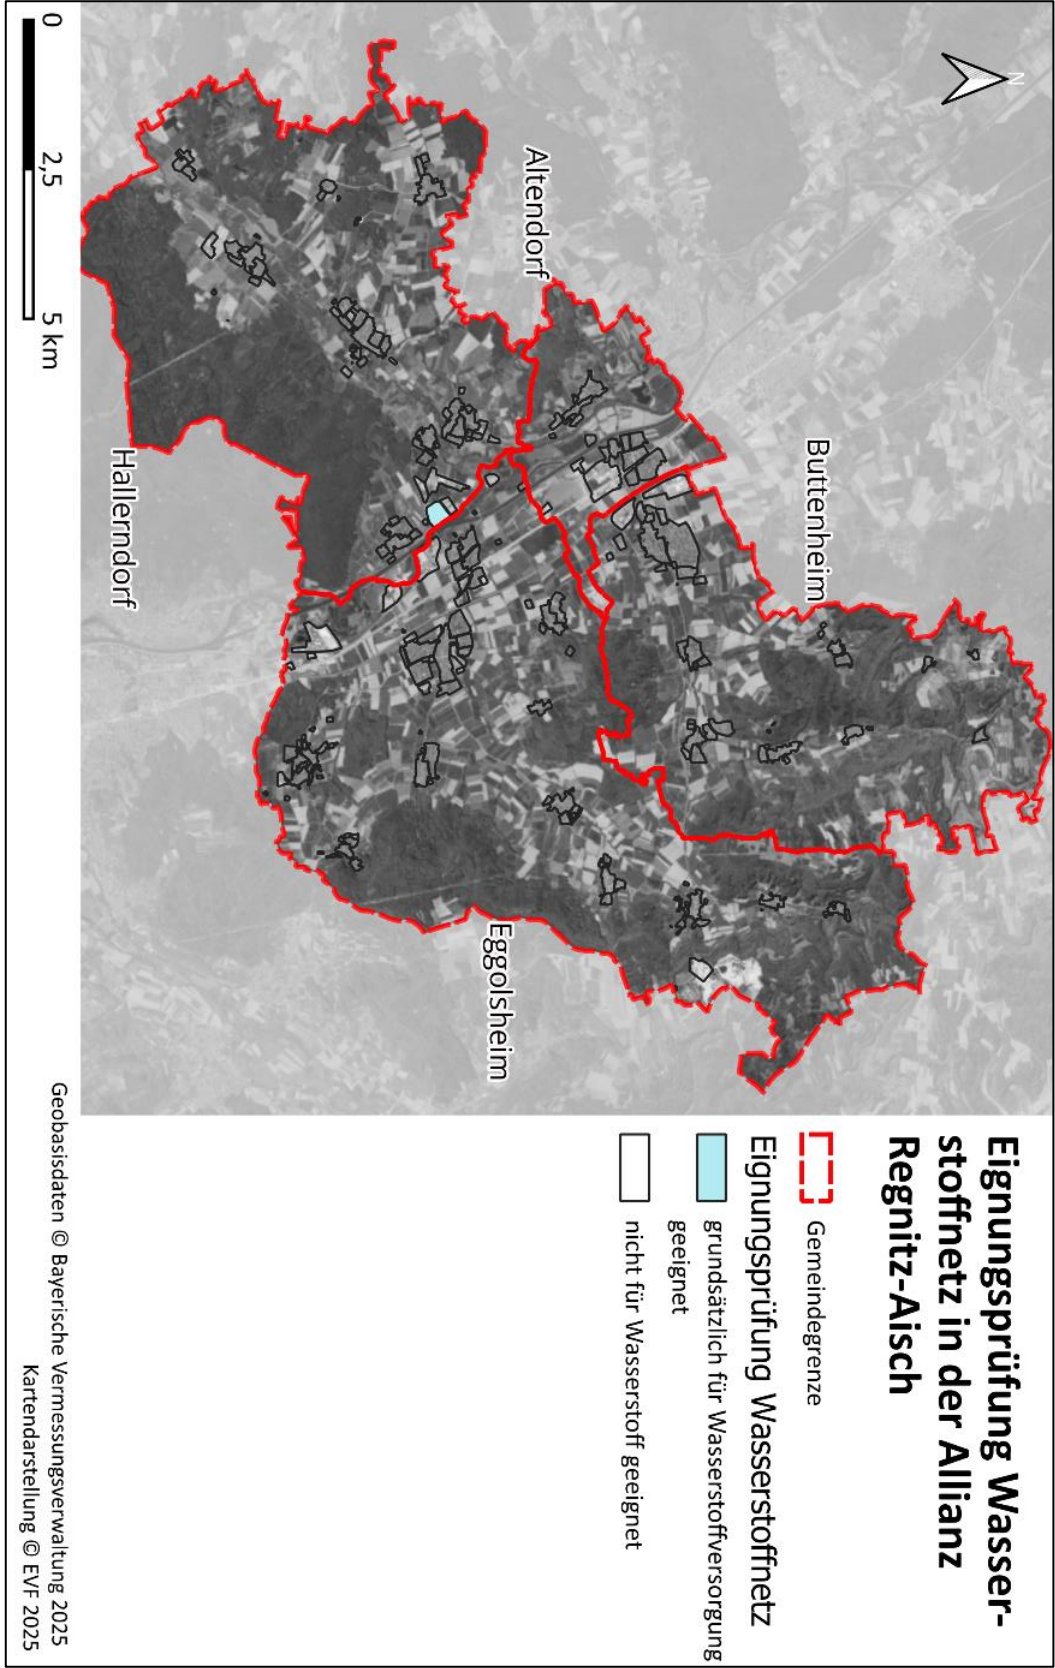 Eignungsprüfung Wasser-
stoffnetz in der Allianz
Regnitz-Aisch
Gemeindegrenze
Eignungsprüfung Wasserstoffnetz
grundsätzlich für Wasserstoffversorgung
geeignet
nicht für Wasserstoff geeignet
N
Buttenheim
Altendorf
Eggolsheim
Hallerndorf
0 2,5 5 km
Geobasisdaten © Bayerische Vermessungsverwaltung 2025
Kartendarstellung © EVF 2025